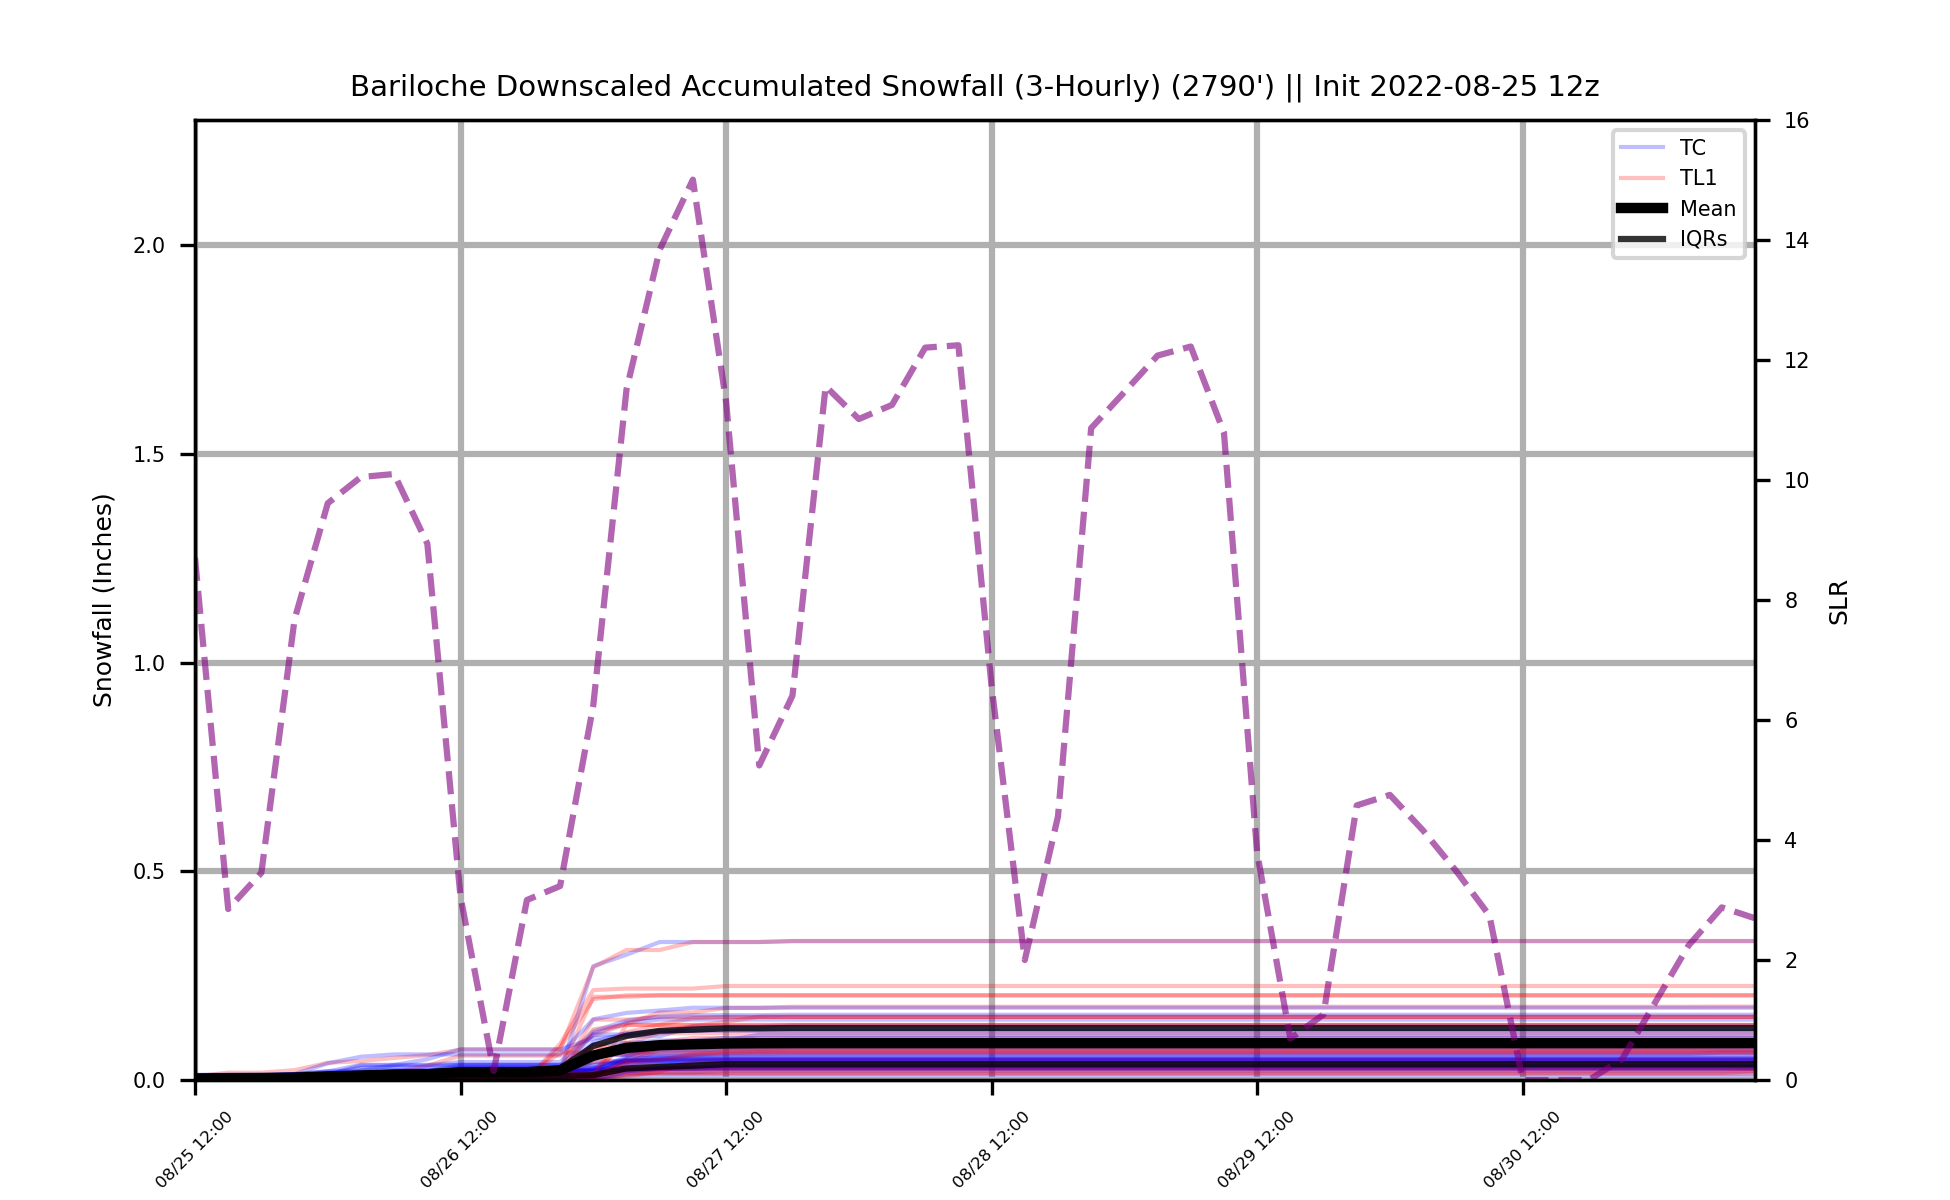 Bariloche Downscaled Accumulated Snowfall (3-Hourly) (2790') || Init 2022-08-25 12z
TC
TL1
Mean
IQRs
Snowfall (Inches)
2.0
1.5
1.0
0.5
0.0
16
14
12
10
8
6
4
2
0
SLR
08/25 12:00
08/26 12:00
08/27 12:00
08/28 12:00
08/29 12:00
08/30 12:00